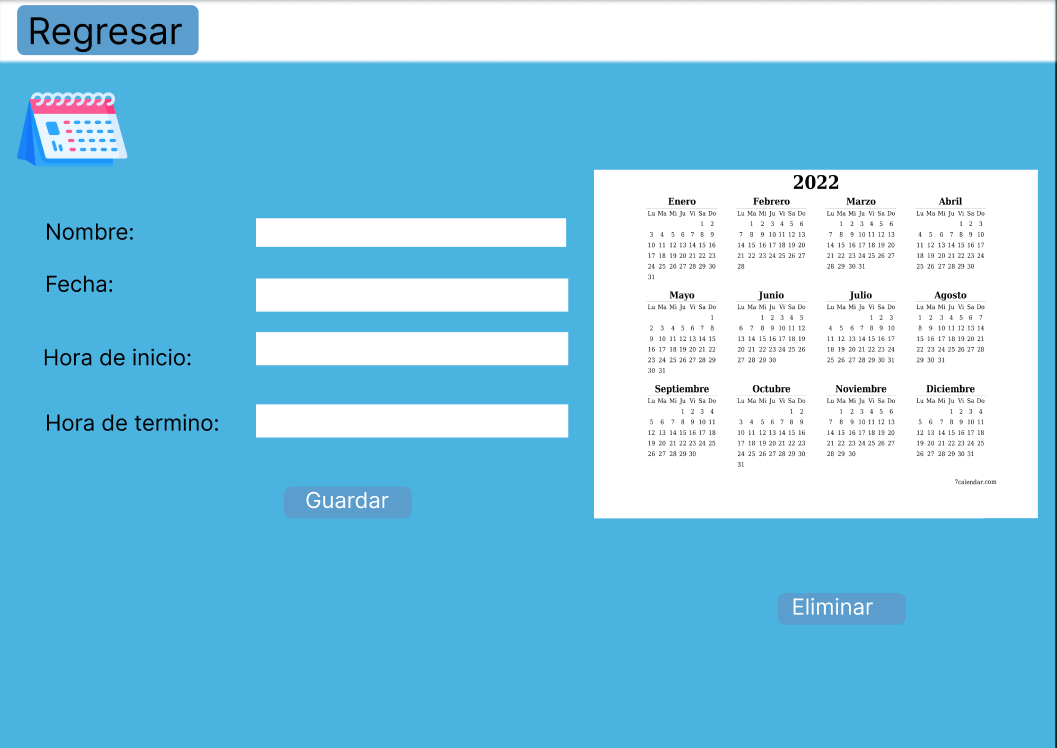 Regresar
Nombre:
Fecha:
Hora de inicio:
Hora de termino:
Guardar
2022
Enero Febrero Marzo Abril
Lu Ma Mi Ju Vi Sa Do Lu Ma Mi Ju Vi Sa Do Lu Ma Mi Ju Vi Sa Do Lu Ma Mi Ju Vi Sa Do
1 2 1 2 3 4 5 6 1 2 3 4 5 6 1 2 3
3 4 5 6 7 8 9 7 8 9 10 11 12 13 7 8 9 10 11 12 13 4 5 6 7 8 9 10
10 11 12 13 14 15 16 14 15 16 17 18 19 20 14 15 16 17 18 19 20 11 12 13 14 15 16 17
17 18 19 20 21 22 23 21 22 23 24 25 26 27 21 22 23 24 25 26 27 18 19 20 21 22 23 24
24 25 26 27 28 29 30 28 28 29 30 31 25 26 27 28 29 30
31
Mayo Junio Julio Agosto
Lu Ma Mi Ju Vi Sa Do Lu Ma Mi Ju Vi Sa Do Lu Ma Mi Ju Vi Sa Do Lu Ma Mi Ju Vi Sa Do
1 1 2 3 4 5 1 2 3 1 2 3 4 5 6 7
2 3 4 5 6 7 8 6 7 8 9 10 11 12 4 5 6 7 8 9 10 8 9 10 11 12 13 14
9 10 11 12 13 14 15 13 14 15 16 17 18 19 11 12 13 14 15 16 17 15 16 17 18 19 20 21
16 17 18 19 20 21 22 20 21 22 23 24 25 26 18 19 20 21 22 23 24 22 23 24 25 26 27 28
23 24 25 26 27 28 29 27 28 29 30 25 26 27 28 29 30 31 29 30 31
30 31
Septiembre Octubre Noviembre Diciembre
Lu Ma Mi Ju Vi Sa Do Lu Ma Mi Ju Vi Sa Do Lu Ma Mi Ju Vi Sa Do Lu Ma Mi Ju Vi Sa Do
1 2 3 4 1 2 1 2 3 4 5 6 1 2 3 4
5 6 7 8 9 10 11 3 4 5 6 7 8 9 7 8 9 10 11 12 13 5 6 7 8 9 10 11
12 13 14 15 16 17 18 10 11 12 13 14 15 16 14 15 16 17 18 19 20 12 13 14 15 16 17 18
19 20 21 22 23 24 25 17 18 19 20 21 22 23 21 22 23 24 25 26 27 19 20 21 22 23 24 25
26 27 28 29 30 24 25 26 27 28 29 30 28 29 30 26 27 28 29 30 31
31
7calendar.com
Eliminar